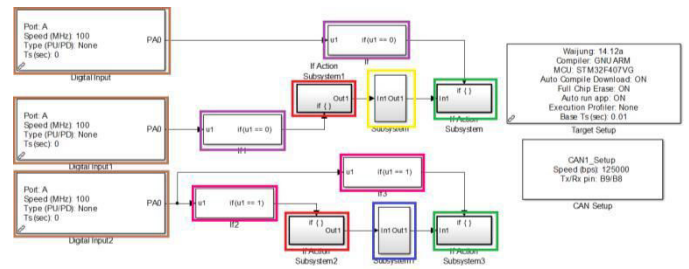 Port: A
Speed (MHz): 100
Type (PU/PD): None
Ts(sec): 0
PA0
Digital Input
u1
if(u1 == 0)
If
If Action
Subsystem1
if { }
Out1
In1 Out1
Subsystem
if { }
In1
If Action
Subsystem
Waijung: 14.12a
Compiler: GNU ARM
MCU: STM32F407VG
Auto Compile Download: ON
Full Chip Erase: ON
Auto run app: ON
Execution Profiler: None
Base Ts (sec): 0.01
Target Setup
Port: A
Speed (MHz): 100
Type (PU/PD): None
Ts(sec): 0
PA0
Digital Input1
u1
if(u1 == 0)
If1
CAN1_Setup
Speed (bps) 125000
Tx/Rx pin: B9/B8
CAN Setup
Port: A
Speed (MHz): 100
Type (PU/PD): None
Ts(sec): 0
PA0
Digital Input2
u1
if(u1 == 1)
If2
u1
if(u1 == 1)
If3
if { }
Out1
If Action
Subsystem2
In1 Out1
Subsystem1
if { }
In1
If Action
Subsystem3